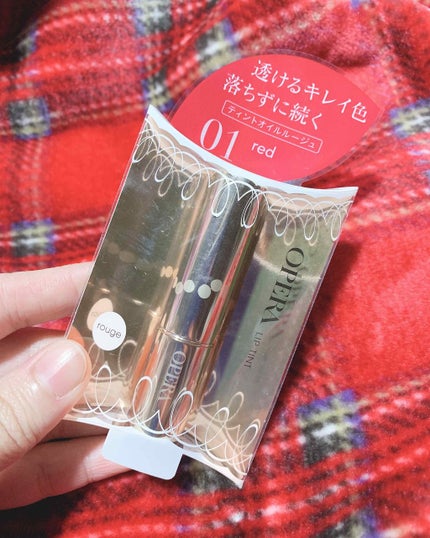 透けるキレイ色
落ちずに続く
ティントオイルルージュ
01 red
OPERA LIP TINT
rouge
OPERA